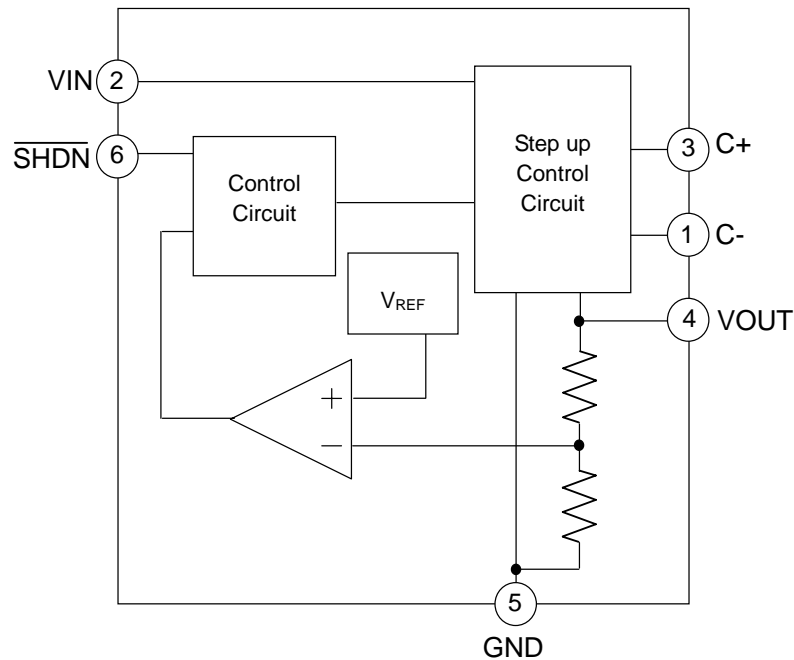 VIN
2
SHDN
6
Control
Circuit
Step up
Control
Circuit
3
C+
1
C-
4
VOUT
VREF
+
−
5
GND